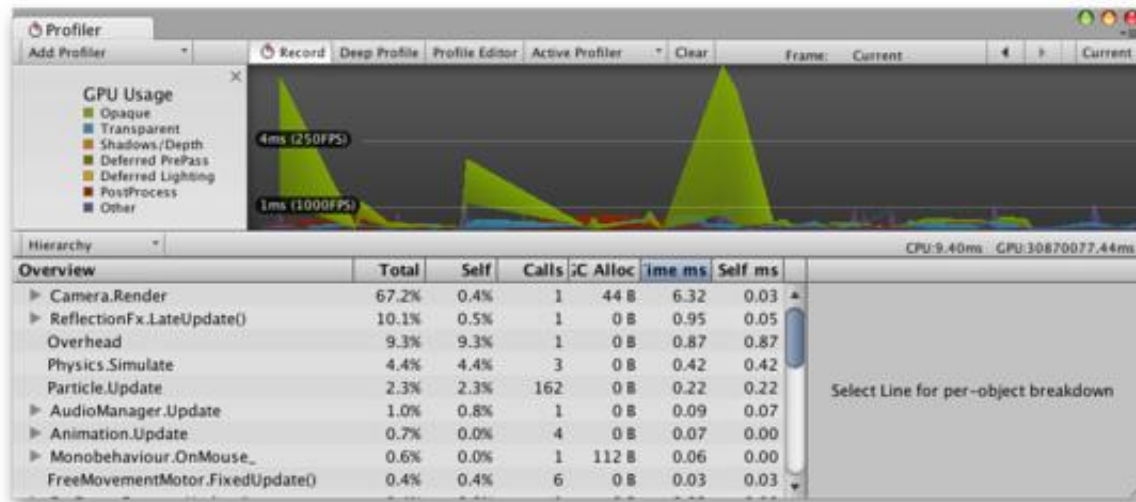 Profiler
Add Profiler Record Deep Profile Profile Editor Active Profiler Clear Frame: Current Current
GPU Usage
Opaque
Transparent
Shadows/Depth
Deferred PrePass
Deferred Lighting
PostProcess
Other
4ms (250FPS)
1ms (1000FPS)
Hierarchy CPU:9.40ms GPU:30870077.44ms
Overview Total Self Calls GC Alloc Time ms Self ms
Camera.Render 67.2% 0.4% 1 44 B 6.32 0.03
ReflectionFx.LateUpdate() 10.1% 0.5% 1 0 B 0.95 0.05
Overhead 9.3% 9.3% 1 0 B 0.87 0.87
Physics.Simulate 4.4% 4.4% 3 0 B 0.42 0.42
Particle.Update 2.3% 2.3% 162 0 B 0.22 0.22
AudioManager.Update 1.0% 0.8% 1 0 B 0.09 0.07
Animation.Update 0.7% 0.0% 4 0 B 0.07 0.00
Monobehaviour.OnMouse_ 0.6% 0.0% 1 112 B 0.06 0.00
FreeMovementMotor.FixedUpdate() 0.4% 0.4% 6 0 B 0.03 0.03
Select Line for per-object breakdown